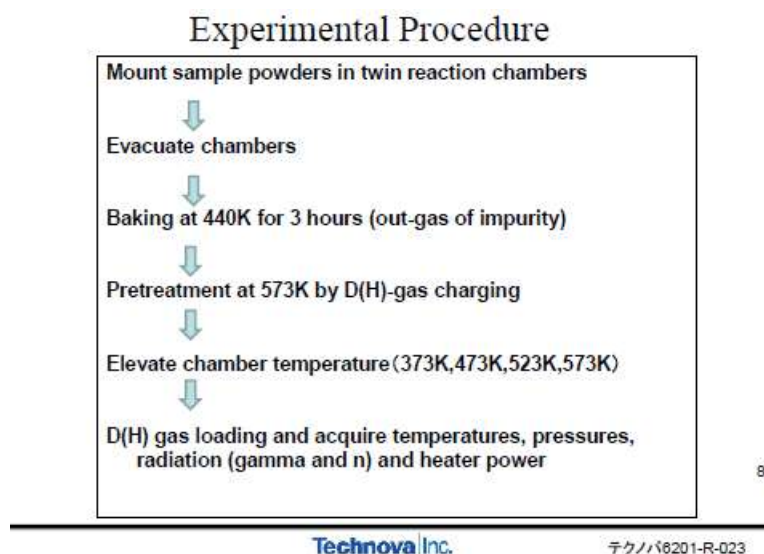 Experimental Procedure
Mount sample powders in twin reaction chambers
Evacuate chambers
Baking at 440K for 3 hours (out-gas of impurity)
Pretreatment at 573K by D(H)-gas charging
Elevate chamber temperature(373K,473K,523K,573K)
D(H) gas loading and acquire temperatures, pressures,
radiation (gamma and n) and heater power
8
Technova Inc.
テクノバ6201-R-023